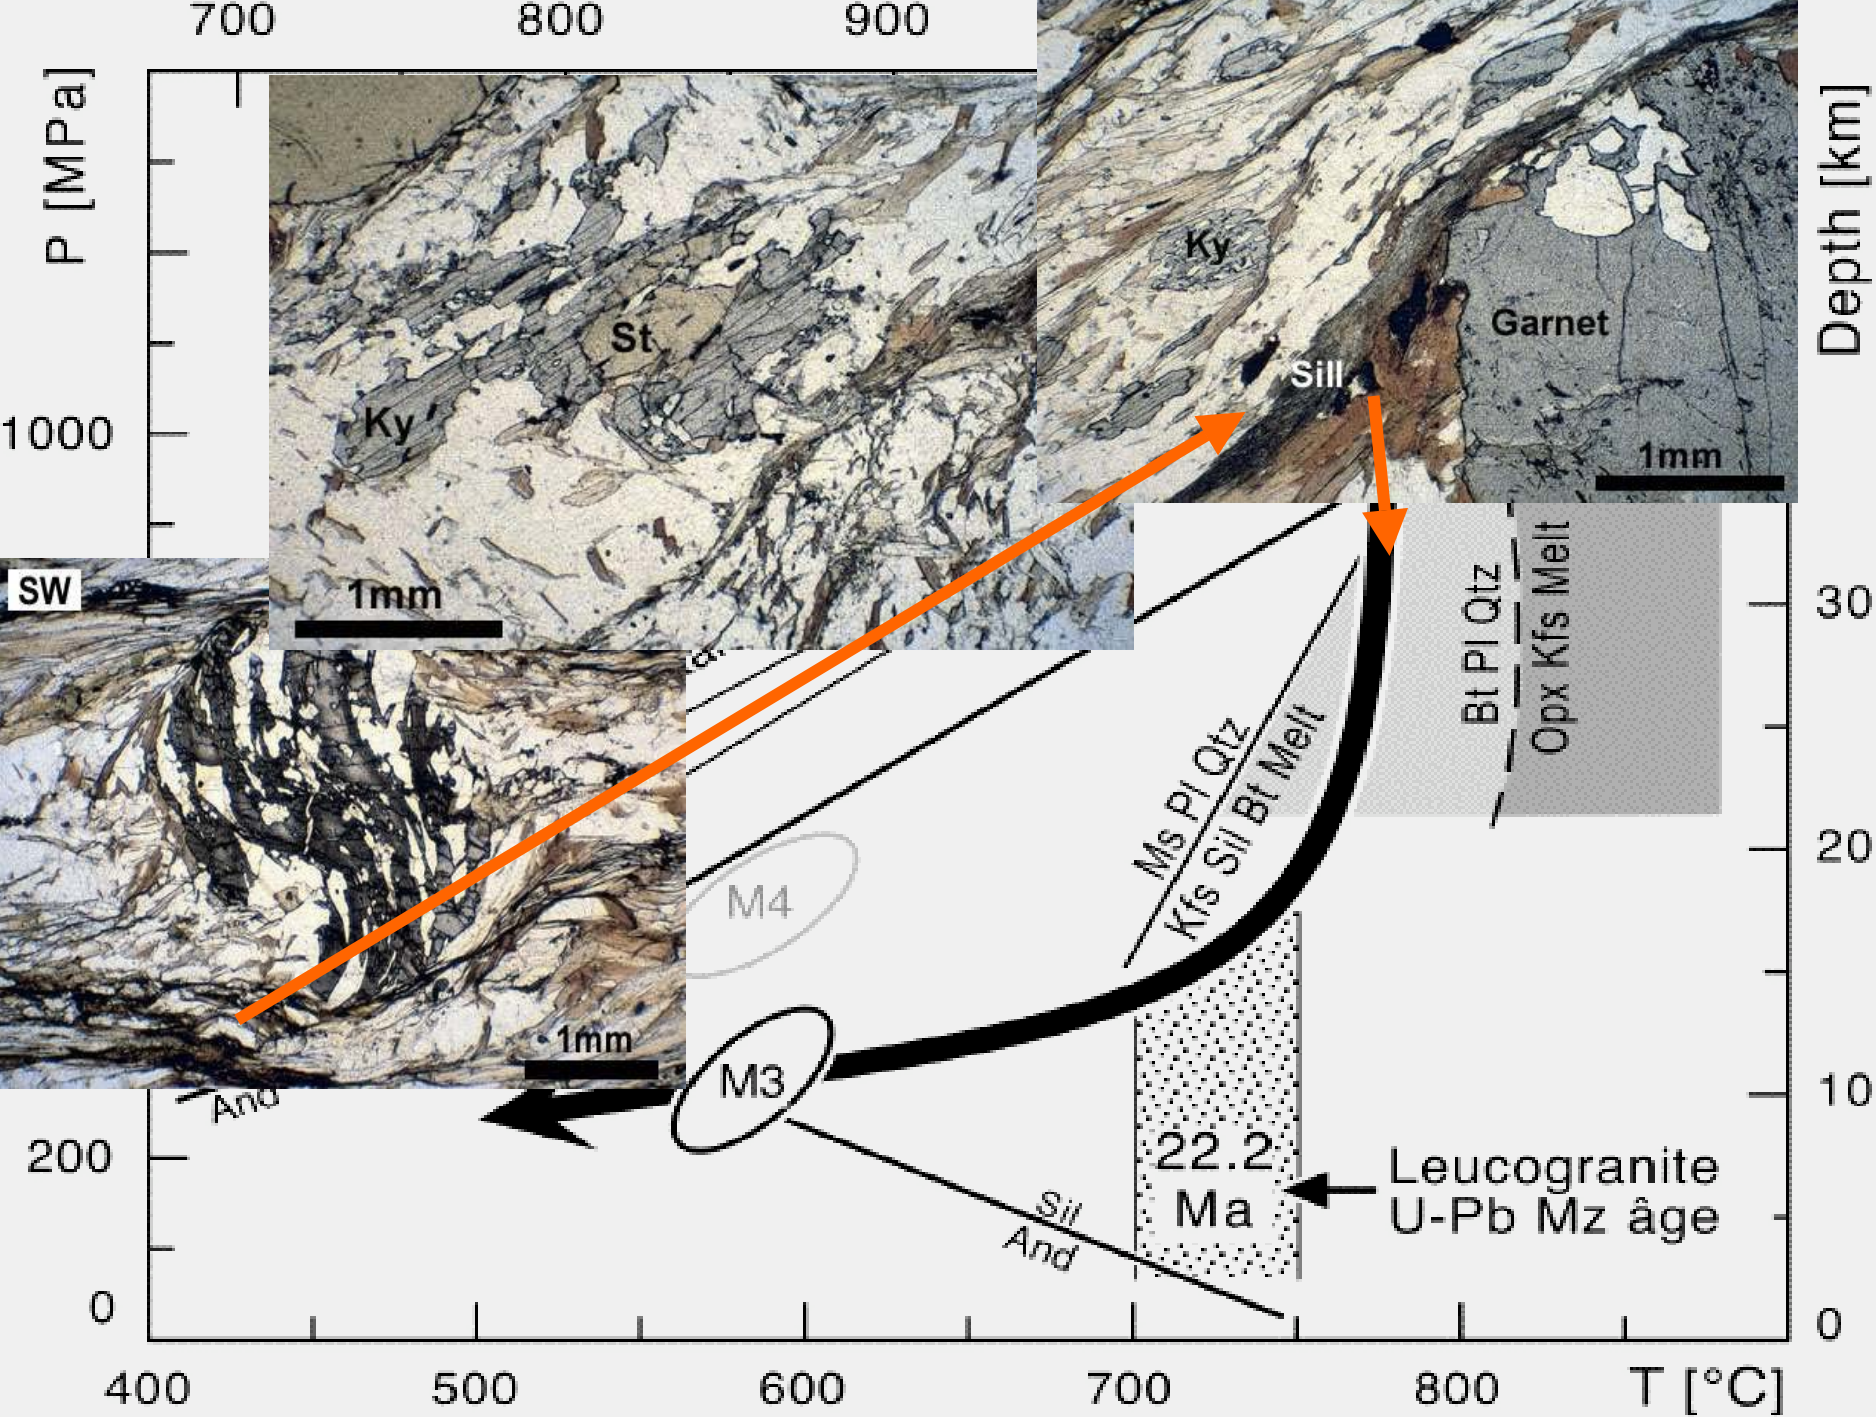 700 800 900
P [MPa]
Depth [km]
1000
Ky
St
1mm
Ky
Sill
Garnet
1mm
SW
1mm
30
20
10
0
Bt Pl Qtz
Opx Kfs Melt
Ms Pl Qtz
Kfs Sil Bt Melt
M4
M3
And
200
0
Sil
And
22.2
Ma
Leucogranite
U-Pb Mz âge
400 500 600 700 800 T [°C]